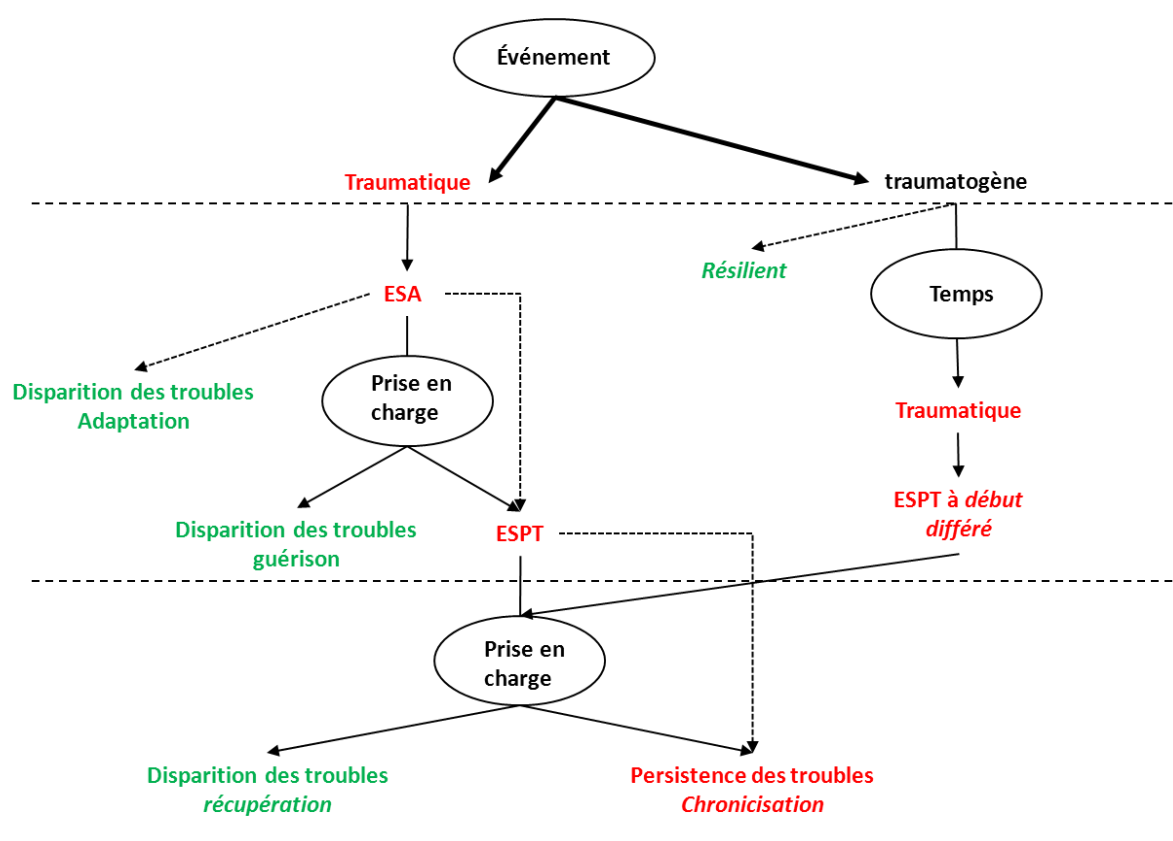 Événement
Traumatique
traumatogène
Résilient
ESA
Temps
Prise en
charge
Disparition des troubles
Adaptation
Traumatique
ESPT à début
différé
Disparition des troubles
guérison
ESPT
Prise en
charge
Disparition des troubles
récupération
Persistence des troubles
Chronicisation